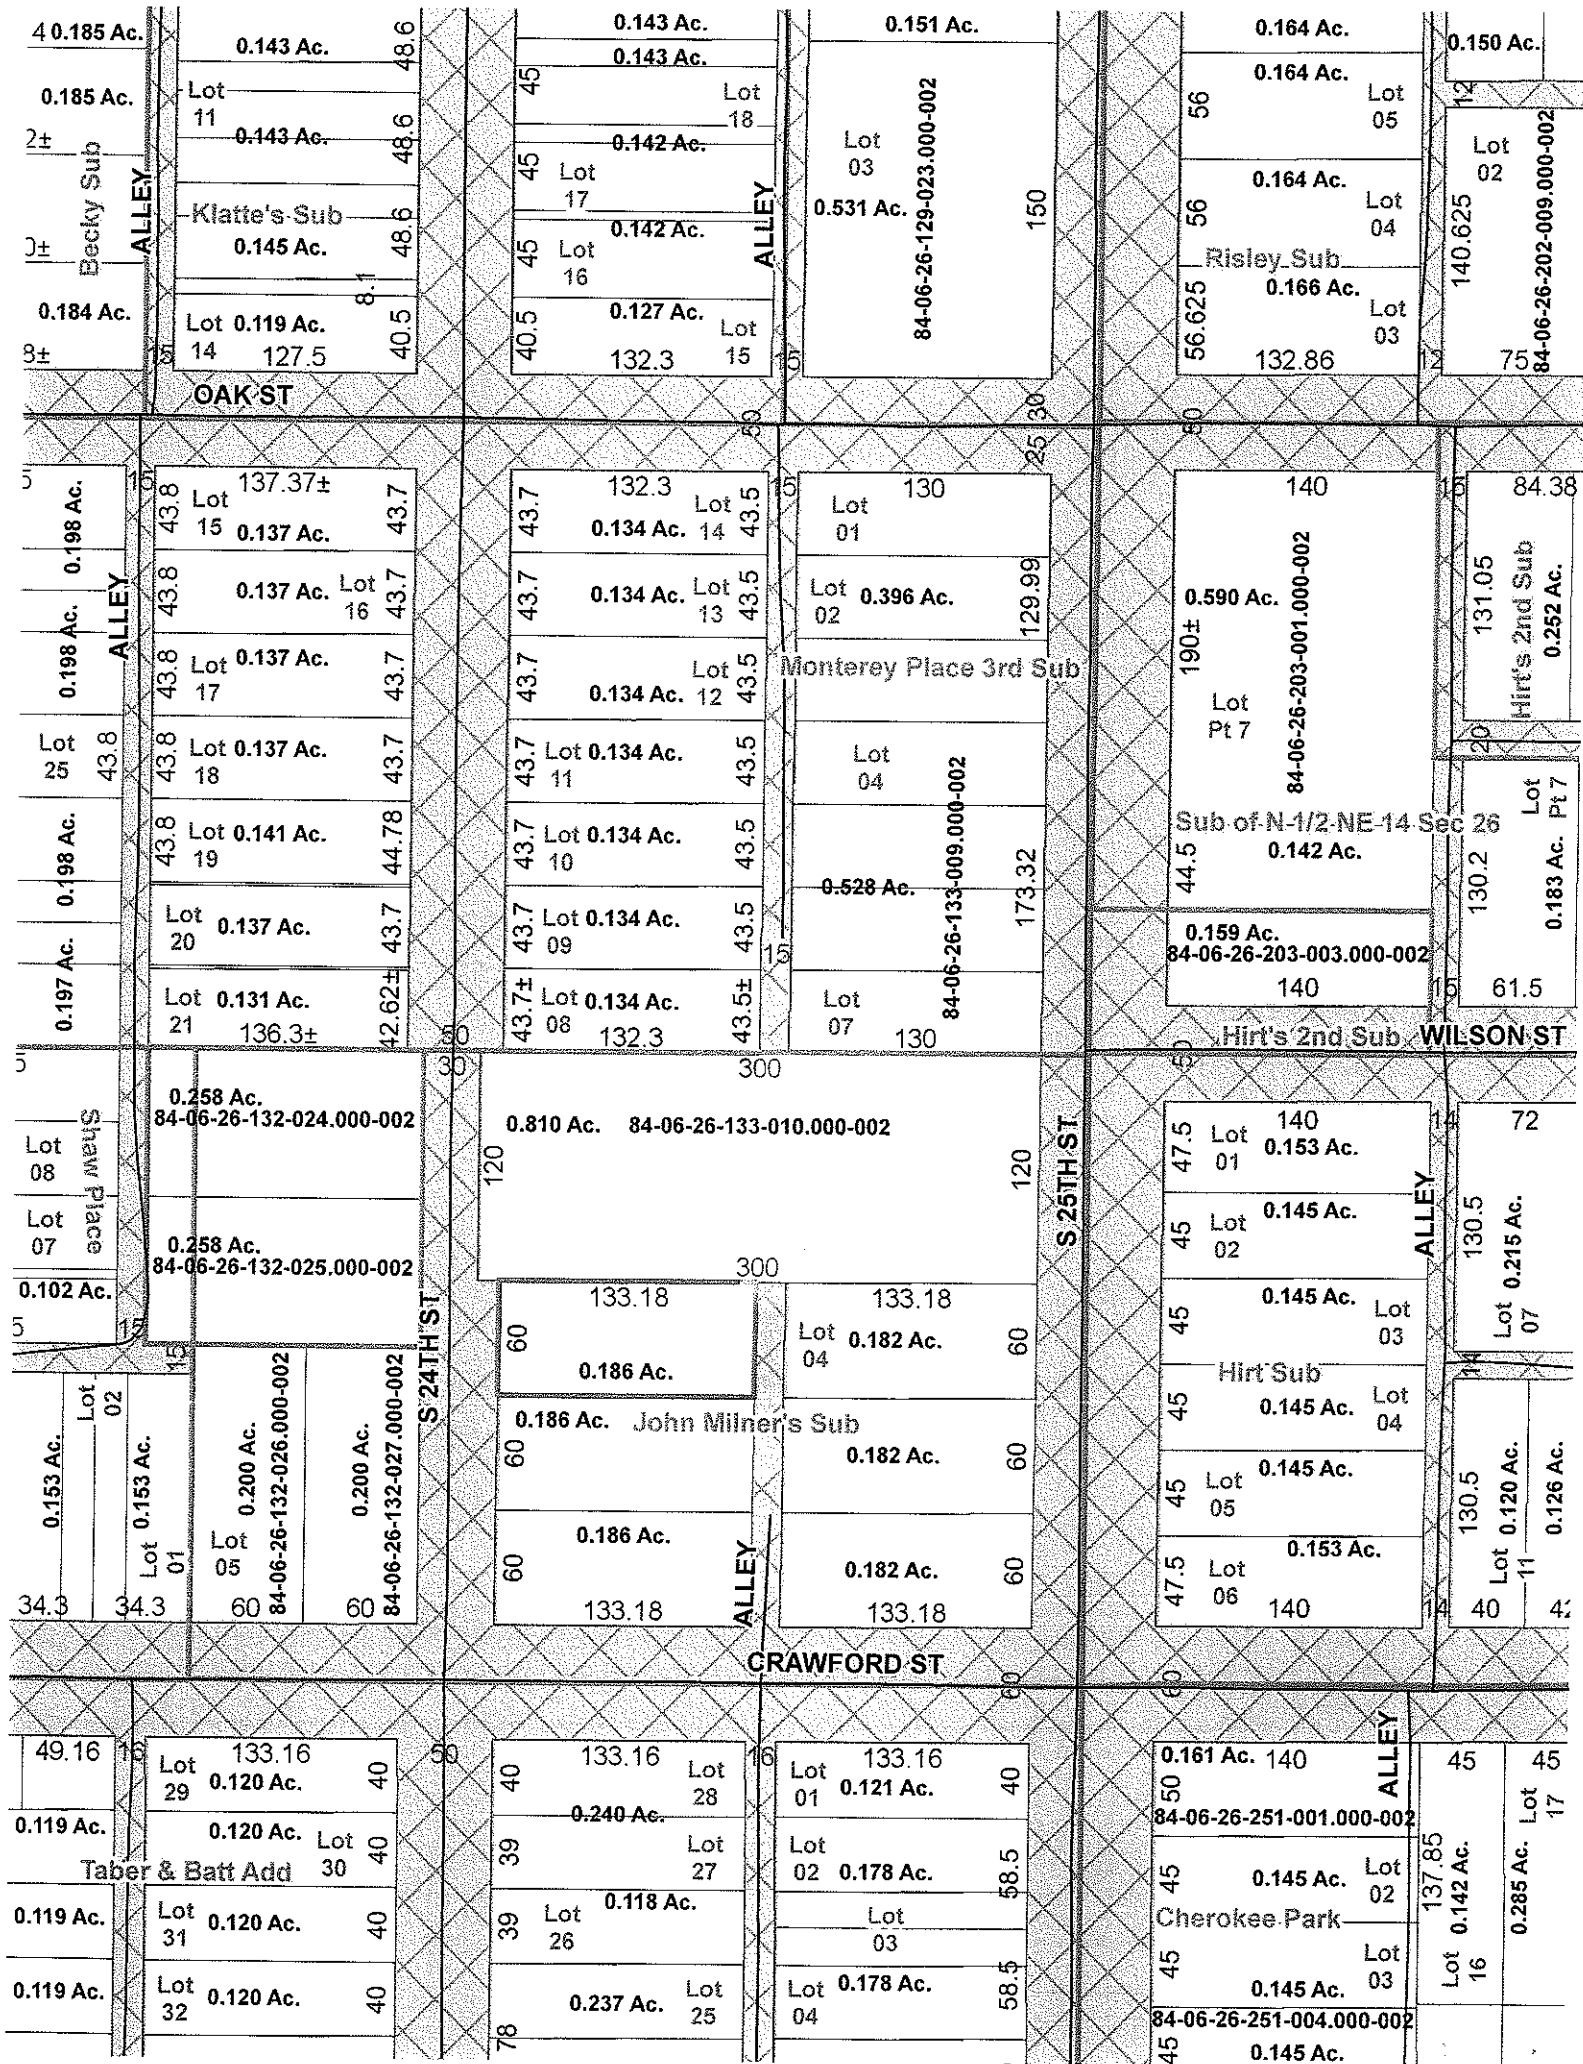 4 0.185 Ac.
0.185 Ac.
2±
Becky Sub
0±
0.184 Ac.
8±
ALLEY
15
0.143 Ac.
48.6
Lot
11
0.143 Ac.
48.6
Klatte's Sub
0.145 Ac.
48.6
8.1
Lot 0.119 Ac.
14
127.5
40.5
OAK ST
0.143 Ac.
0.143 Ac.
45
Lot
18
0.142 Ac.
45
Lot
17
0.142 Ac.
45
Lot
16
0.127 Ac.
40.5
Lot
15
132.3
ALLEY
15
0.151 Ac.
Lot
03
0.531 Ac.
84-06-26-129-023.000-002
150
0.164 Ac.
0.164 Ac.
56
Lot
05
0.164 Ac.
56
Lot
04
Risley Sub
0.166 Ac.
56.625
Lot
03
132.86
12
0.150 Ac.
12
Lot
02
140.625
84-06-26-202-009.000-002
75
50
30
25
50
5
0.198 Ac.
0.198 Ac.
ALLEY
Lot
25
43.8
0.198 Ac.
0.197 Ac.
15
137.37±
43.8
Lot
15
0.137 Ac.
43.7
43.8
0.137 Ac.
Lot
16
43.7
43.8
Lot
17
0.137 Ac.
43.7
43.8
Lot 0.137 Ac.
18
43.7
43.8
Lot 0.141 Ac.
19
44.78
Lot
20
0.137 Ac.
43.7
Lot 0.131 Ac.
21
136.3±
42.62±
50
30
132.3
43.7
Lot
14
0.134 Ac.
43.5
43.7
0.134 Ac.
Lot
13
43.5
43.7
Lot
12
0.134 Ac.
43.5
43.7
Lot 0.134 Ac.
11
43.5
43.7
Lot 0.134 Ac.
10
43.5
43.7
Lot 0.134 Ac.
09
43.5
43.7±
Lot 0.134 Ac.
08
43.5±
132.3
15
15
130
Lot
01
Lot
02
0.396 Ac.
129.99
Monterey Place 3rd Sub
Lot
04
84-06-26-133-009.000-002
0.528 Ac.
173.32
Lot
07
130
140
0.590 Ac.
190±
84-06-26-203-001.000-002
Lot
Pt 7
Sub of N-1/2-NE-14 Sec 26
44.5
0.142 Ac.
0.159 Ac.
84-06-26-203-003.000-002
140
15
15
84.38
131.05
Hirt's 2nd Sub
0.252 Ac.
20
Lot
Pt 7
130.2
0.183 Ac.
61.5
Hirt's 2nd Sub
WILSON ST
50
5
Shaw Place
Lot
08
Lot
07
0.102 Ac.
5
15
15
0.258 Ac.
84-06-26-132-024.000-002
0.258 Ac.
84-06-26-132-025.000-002
S 24TH ST
300
0.810 Ac.
84-06-26-133-010.000-002
120
120
300
S 25TH ST
133.18
60
0.186 Ac.
0.186 Ac.
John Milner's Sub
60
0.186 Ac.
60
133.18
ALLEY
133.18
Lot
04
0.182 Ac.
60
0.182 Ac.
60
0.182 Ac.
60
133.18
140
47.5
Lot
01
0.153 Ac.
45
Lot
02
0.145 Ac.
45
0.145 Ac.
Lot
03
Hirt Sub
45
0.145 Ac.
Lot
04
45
Lot
05
0.145 Ac.
47.5
Lot
06
0.153 Ac.
140
14
ALLEY
14
72
130.5
0.215 Ac.
Lot
07
14
130.5
Lot
11
0.120 Ac.
0.126 Ac.
40
42
0.153 Ac.
Lot
02
0.153 Ac.
Lot
01
34.3
34.3
0.200 Ac.
Lot
05
84-06-26-132-026.000-002
60
0.200 Ac.
84-06-26-132-027.000-002
60
CRAWFORD ST
60
60
49.16
16
0.119 Ac.
Taber & Batt Add
0.119 Ac.
0.119 Ac.
133.16
Lot
29
0.120 Ac.
40
0.120 Ac.
Lot
30
40
Lot
31
0.120 Ac.
40
Lot
32
0.120 Ac.
40
50
133.16
40
Lot
28
0.240 Ac.
39
Lot
27
0.118 Ac.
39
Lot
26
0.237 Ac.
Lot
25
78
16
133.16
Lot
01
0.121 Ac.
40
Lot
02
0.178 Ac.
58.5
Lot
03
Lot
04
0.178 Ac.
58.5
0.161 Ac. 140
50
84-06-26-251-001.000-002
45
0.145 Ac.
Lot
02
Cherokee Park
45
Lot
03
0.145 Ac.
84-06-26-251-004.000-002
45
0.145 Ac.
ALLEY
45
45
137.85
0.142 Ac.
Lot
16
0.285 Ac.
Lot
17